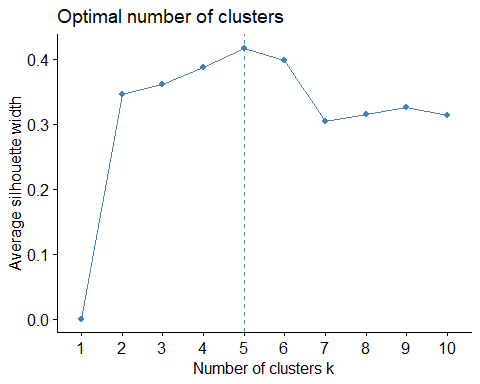 Optimal number of clusters
Average silhouette width
0.4
0.3
0.2
0.1
0.0
1 2 3 4 5 6 7 8 9 10
Number of clusters k